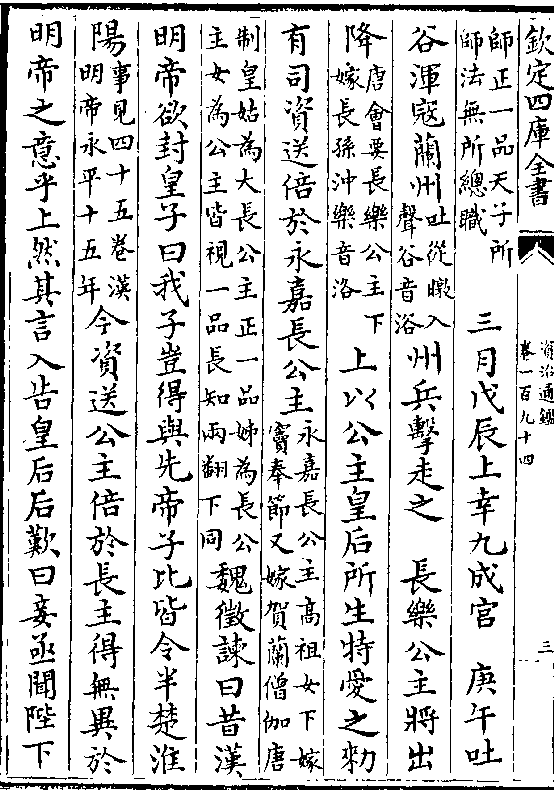 欽定四庫全書
資治通鑑
卷一百九十四
三
師正一品天子所
師法無所總職
三月戊辰上幸九成宮 庚午吐
谷渾寇蘭州
吐從暾入
聲谷音浴
州兵擊走之 長樂公主將出
降
唐會要長樂公主下
嫁長孫沖樂音洛
上以公主皇后所生特愛之勑
有司資送倍於永嘉長公主
永嘉長公主高祖女下嫁
竇奉節又嫁賀蘭僧伽唐
制皇姑為大長公主正一品姊為長公
主女為公主皆視一品長知兩翻下同
魏徵諫曰昔漢
明帝欲封皇子曰我子豈得與先帝子比皆令半楚淮
陽
事見四十五卷漢
明帝永平十五年
今資送公主倍於長主得無異於
明帝之意乎上然其言入告皇后后歎曰妾亟聞陛下